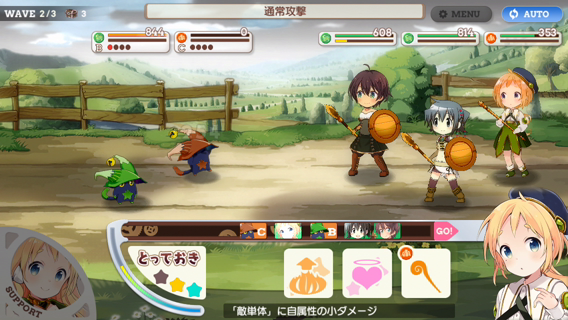 WAVE 2/3 3
通常攻撃
MENU
AUTO
844 0 608 814 353
B C
C B GO!
とっておき
SUPPORT
「敵単体」に自属性の小ダメージ